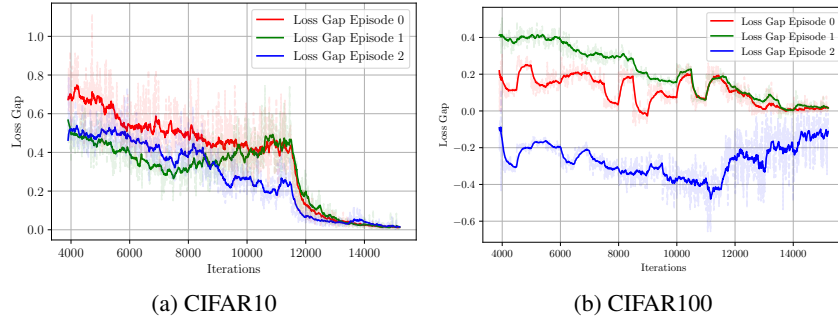 Loss Gap Episode 0
Loss Gap Episode 1
Loss Gap Episode 2
1.0
0.8
0.6
0.4
0.2
0.0
Loss Gap
4000 6000 8000 10000 12000 14000
Iterations
(a) CIFAR10
Loss Gap Episode 0
Loss Gap Episode 1
Loss Gap Episode 2
0.4
0.2
0.0
−0.2
−0.4
−0.6
Loss Gap
4000 6000 8000 10000 12000 14000
Iterations
(b) CIFAR100